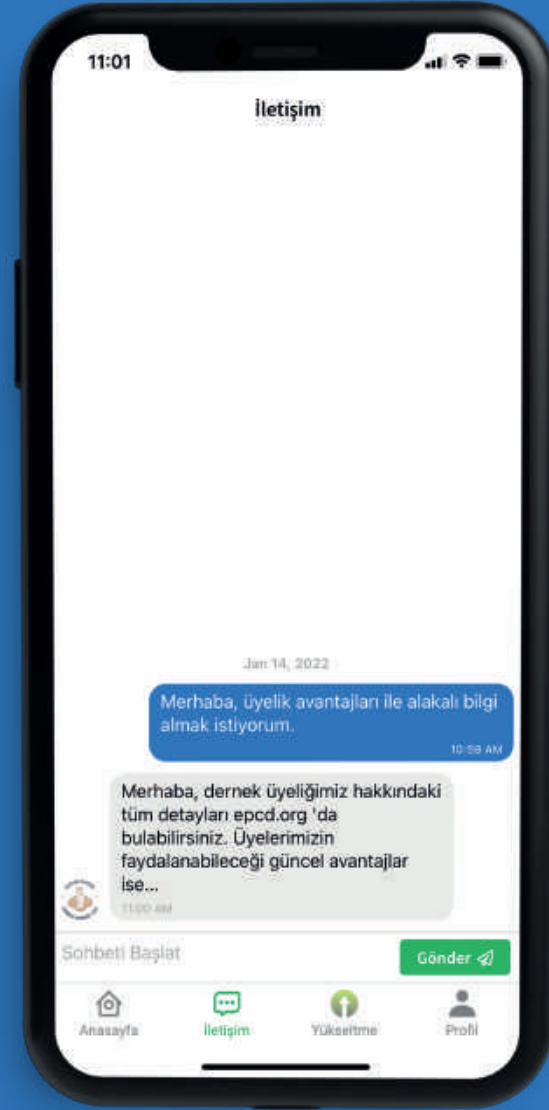 11:01
İletişim
Jan 14, 2022
Merhaba, üyelik avantajları ile alakalı bilgi
almak istiyorum.
10:59 AM
Merhaba, dernek üyeliğimiz hakkındaki
tüm detayları epcd.org 'da
bulabilirsiniz. Üyelerimizin
faydalanabileceği güncel avantajlar
ise...
11:00 AM
Sohbeti Başlat
Gönder
Anasayfa
İletişim
Yükseltme
Profil